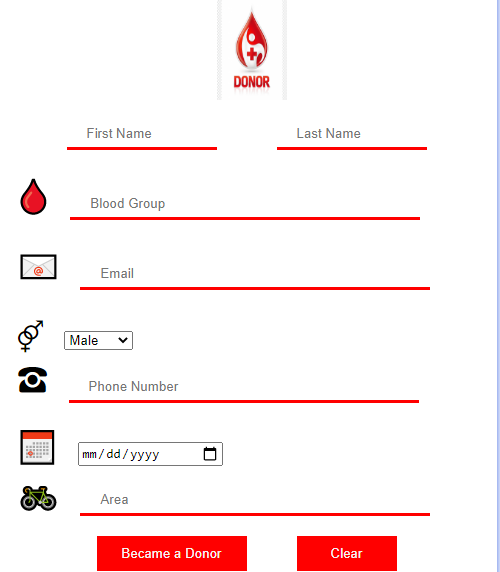 DONOR
First Name Last Name
Blood Group
Email
Male
Phone Number
mm/dd/yyyy
Area
Became a Donor Clear